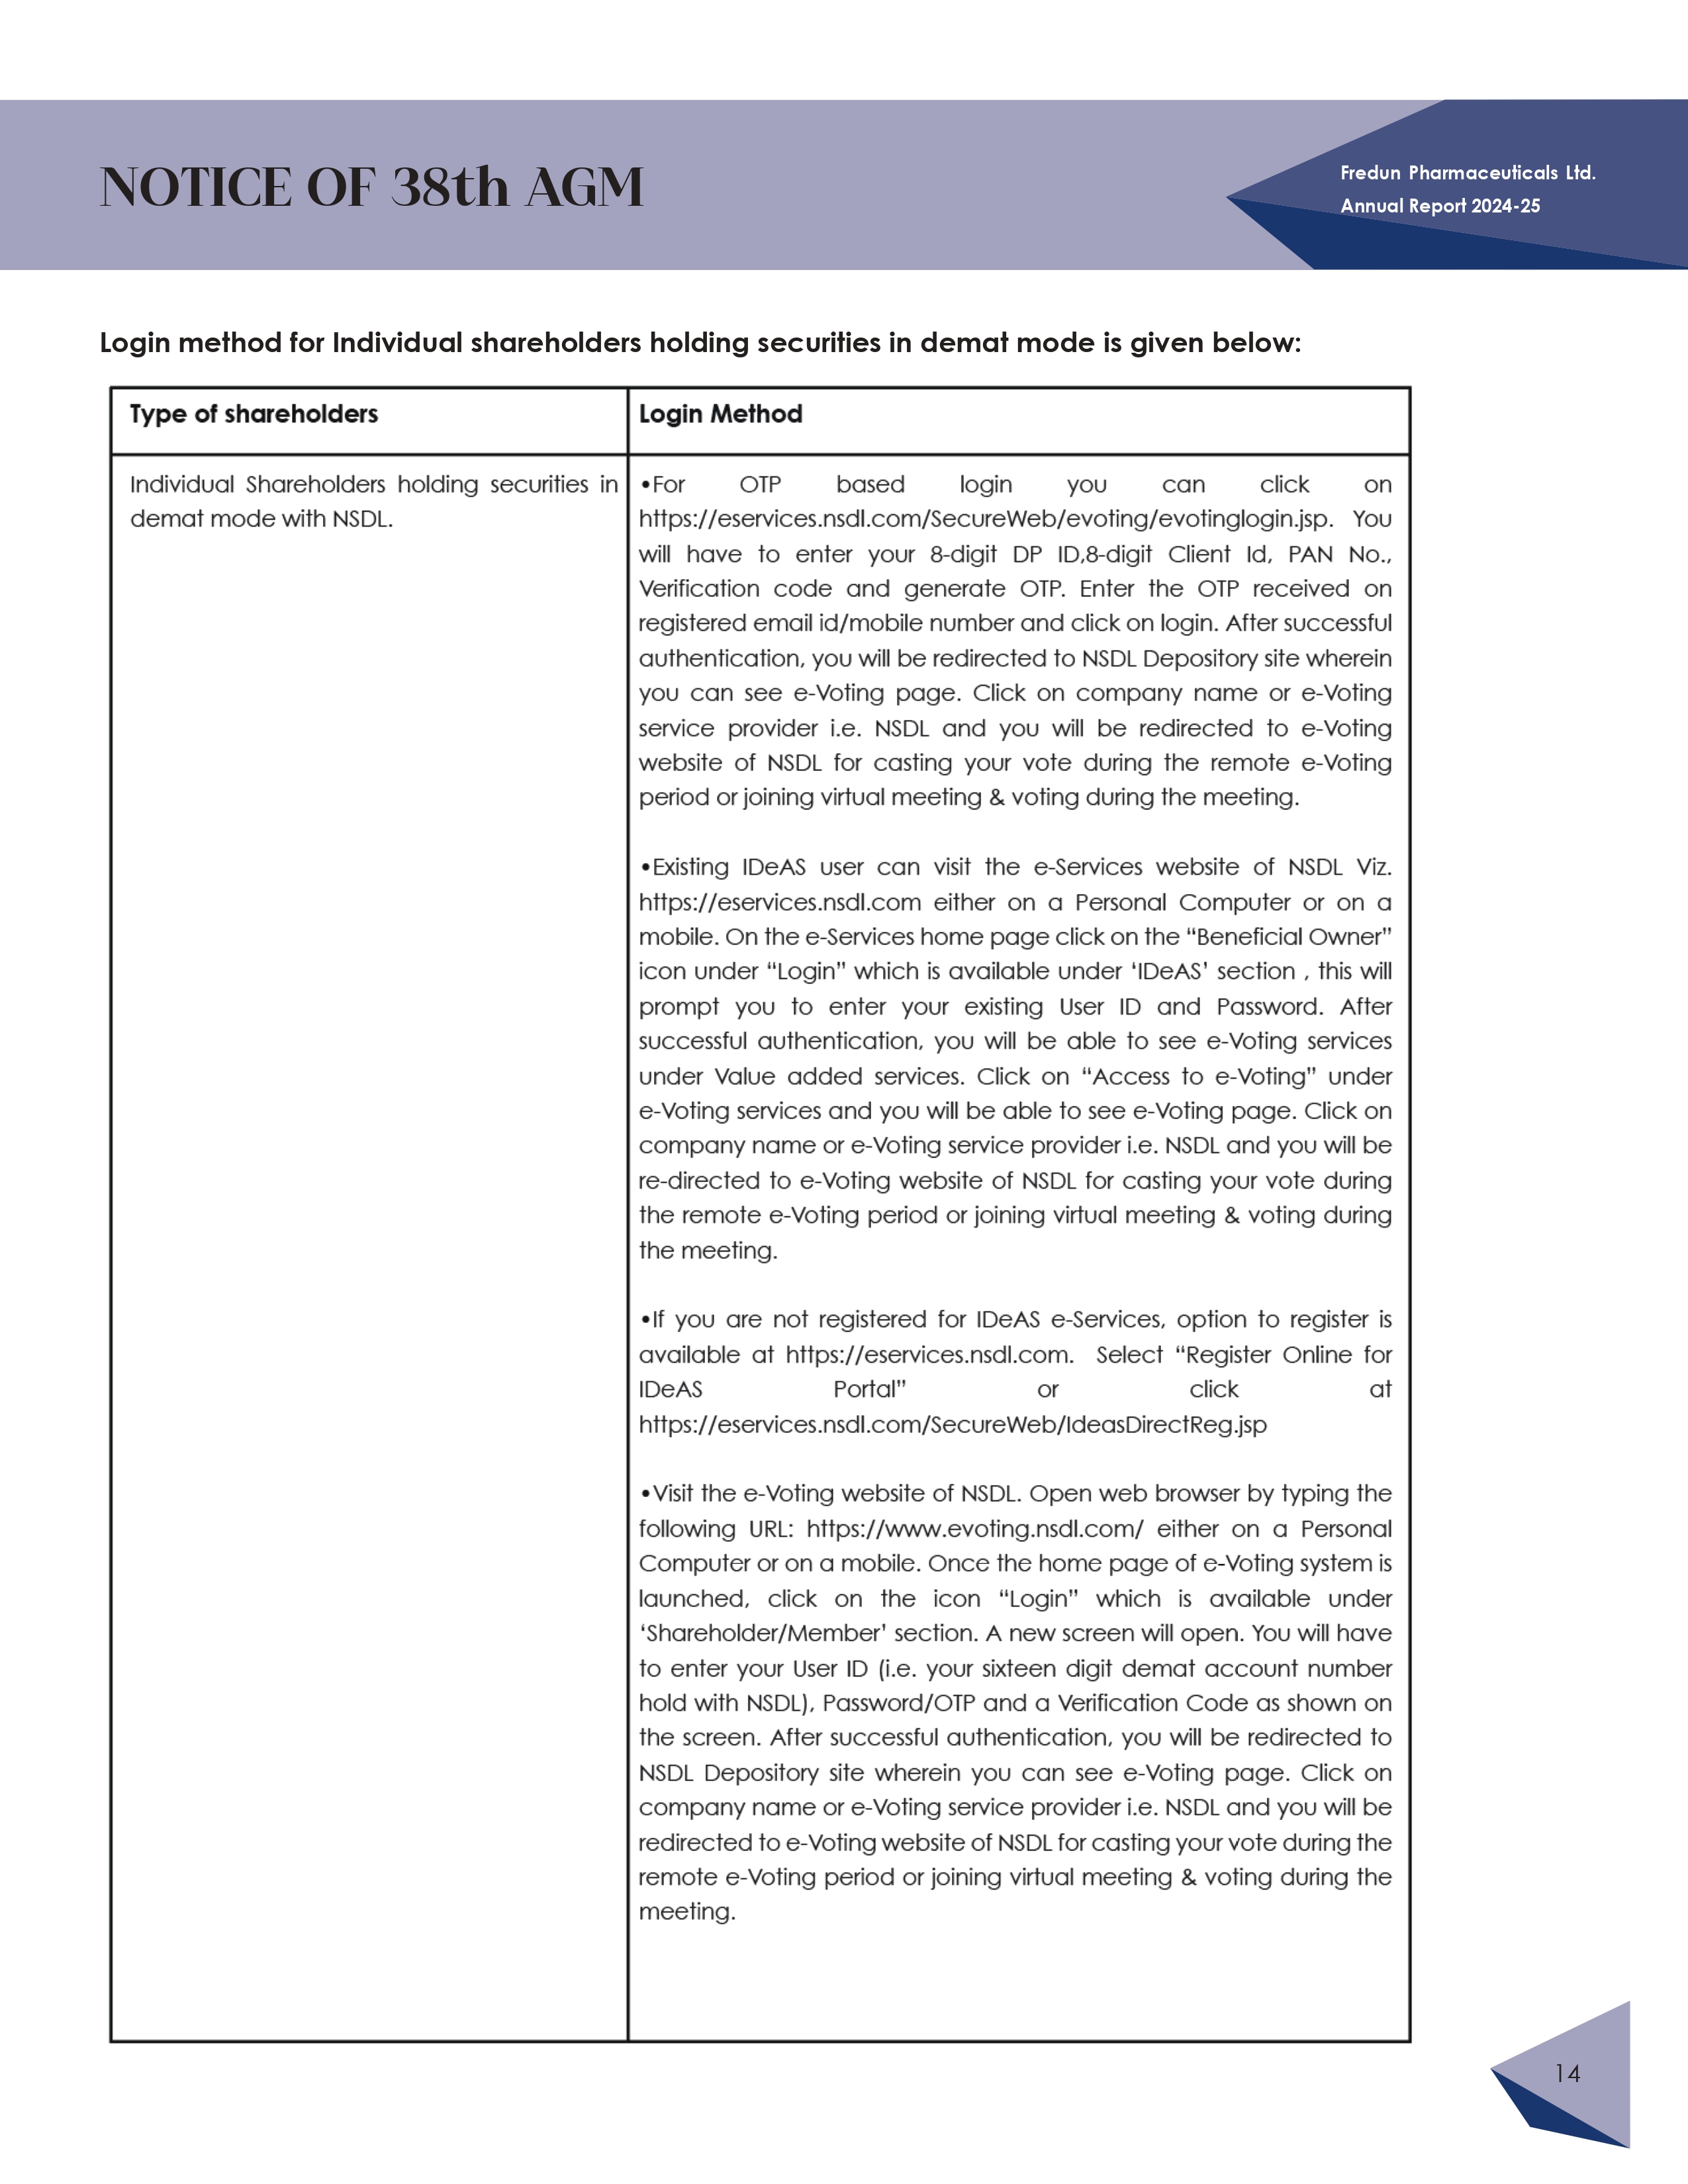 NOTICE OF 38th AGM
Fredun Pharmaceuticals Ltd.
Annual Report 2024-25
Login method for Individual shareholders holding securities in demat mode is given below:
Type of shareholders
Login Method
Individual Shareholders holding securities in
demat mode with NSDL.
•For OTP based login you can click on
https://eservices.nsdl.com/SecureWeb/evoting/evotinglogin.jsp. You
will have to enter your 8-digit DP ID,8-digit Client Id, PAN No.,
Verification code and generate OTP. Enter the OTP received on
registered email id/mobile number and click on login. After successful
authentication, you will be redirected to NSDL Depository site wherein
you can see e-Voting page. Click on company name or e-Voting
service provider i.e. NSDL and you will be redirected to e-Voting
website of NSDL for casting your vote during the remote e-Voting
period or joining virtual meeting & voting during the meeting.
•Existing IDeAS user can visit the e-Services website of NSDL Viz.
https://eservices.nsdl.com either on a Personal Computer or on a
mobile. On the e-Services home page click on the “Beneficial Owner”
icon under “Login” which is available under ‘IDeAS’ section , this will
prompt you to enter your existing User ID and Password. After
successful authentication, you will be able to see e-Voting services
under Value added services. Click on “Access to e-Voting” under
e-Voting services and you will be able to see e-Voting page. Click on
company name or e-Voting service provider i.e. NSDL and you will be
re-directed to e-Voting website of NSDL for casting your vote during
the remote e-Voting period or joining virtual meeting & voting during
the meeting.
•If you are not registered for IDeAS e-Services, option to register is
available at https://eservices.nsdl.com. Select “Register Online for
IDeAS Portal” or click at
https://eservices.nsdl.com/SecureWeb/IdeasDirectReg.jsp
•Visit the e-Voting website of NSDL. Open web browser by typing the
following URL: https://www.evoting.nsdl.com/ either on a Personal
Computer or on a mobile. Once the home page of e-Voting system is
launched, click on the icon “Login” which is available under
‘Shareholder/Member’ section. A new screen will open. You will have
to enter your User ID (i.e. your sixteen digit demat account number
hold with NSDL), Password/OTP and a Verification Code as shown on
the screen. After successful authentication, you will be redirected to
NSDL Depository site wherein you can see e-Voting page. Click on
company name or e-Voting service provider i.e. NSDL and you will be
redirected to e-Voting website of NSDL for casting your vote during the
remote e-Voting period or joining virtual meeting & voting during the
meeting.
14